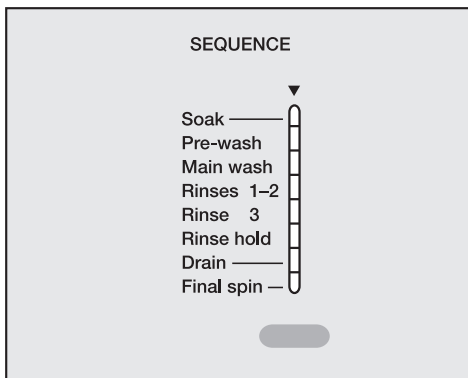 SEQUENCE
Soak
Pre-wash
Main wash
Rinses 1–2
Rinse 3
Rinse hold
Drain
Final spin